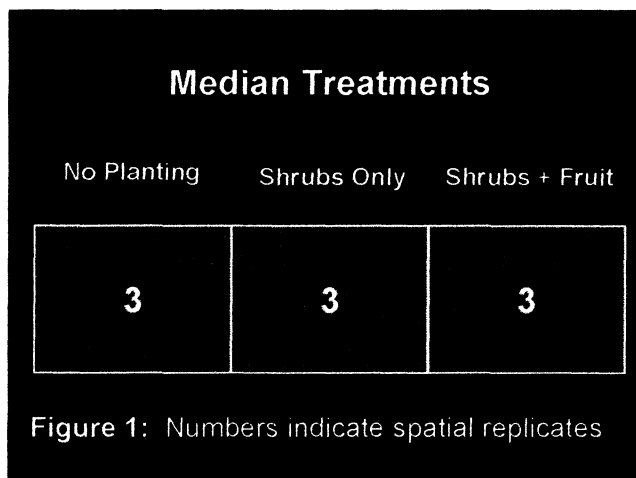 Median Treatments
No Planting Shrubs Only Shrubs + Fruit
3 3 3
Figure 1: Numbers indicate spatial replicates